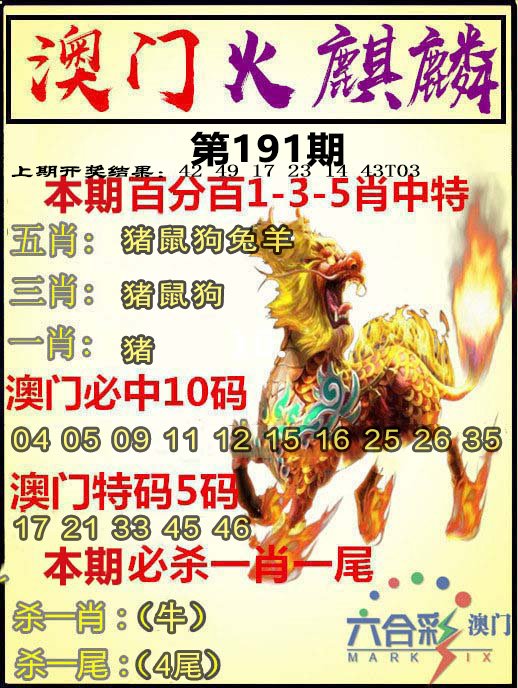 澳门火麒麟
第191期
上期开奖结果：42 49 17 23 14 43T03
本期百分百1-3-5肖中特
五肖：猪鼠狗兔羊
三肖：猪鼠狗
一肖：猪
澳门必中10码
04 05 09 11 12 15 16 25 26 35
澳门特码5码
17 21 33 45 46
本期必杀一肖一尾
杀一肖：（牛）
杀一尾：（4尾）
六合彩 澳门
MARK SIX